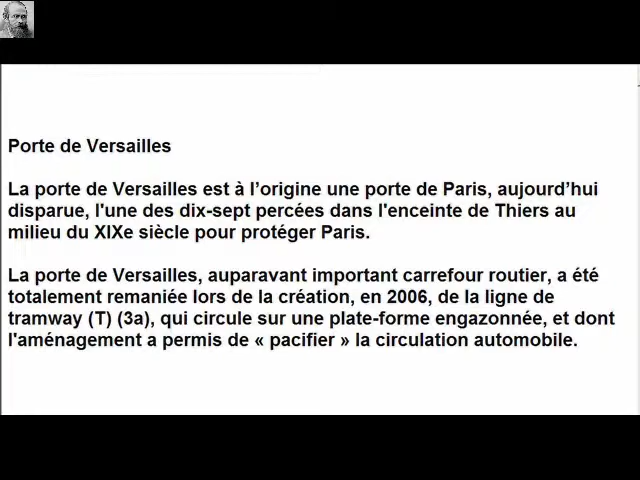 Porte de Versailles
La porte de Versailles est à l’origine une porte de Paris, aujourd’hui
disparue, l'une des dix-sept percées dans l'enceinte de Thiers au
milieu du XIXe siècle pour protéger Paris.
La porte de Versailles, auparavant important carrefour routier, a été
totalement remaniée lors de la création, en 2006, de la ligne de
tramway (T) (3a), qui circule sur une plate-forme engazonnée, et dont
l'aménagement a permis de « pacifier » la circulation automobile.